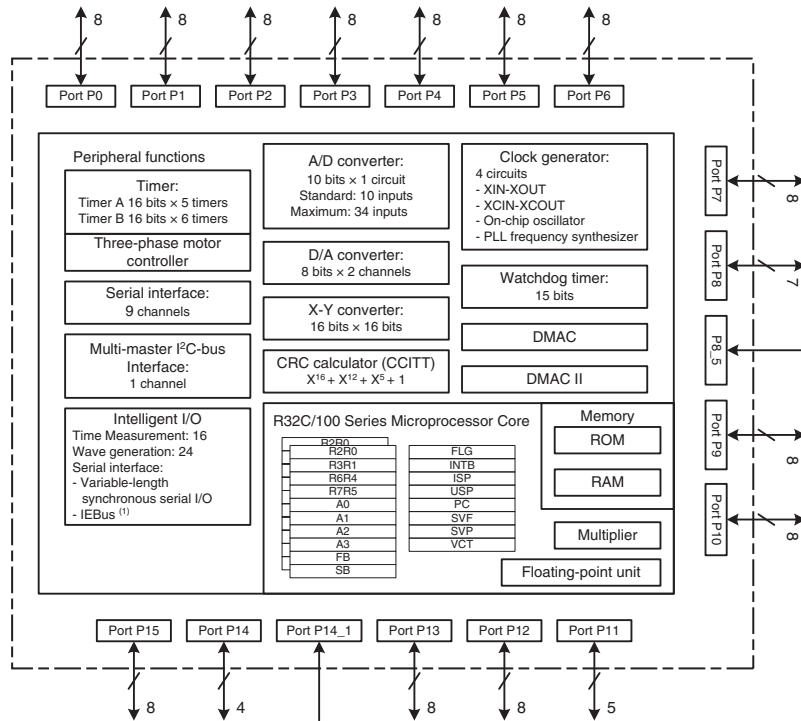 8 8 8 8 8 8 8
Port P0 Port P1 Port P2 Port P3 Port P4 Port P5 Port P6
Peripheral functions
Timer:
Timer A 16 bits × 5 timers
Timer B 16 bits × 6 timers
Three-phase motor
controller
Serial interface:
9 channels
Multi-master I²C-bus
Interface:
1 channel
Intelligent I/O
Time Measurement: 16
Wave generation: 24
Serial interface:
- Variable-length
synchronous serial I/O
- IEBus (1)
A/D converter:
10 bits × 1 circuit
Standard: 10 inputs
Maximum: 34 inputs
D/A converter:
8 bits × 2 channels
X-Y converter:
16 bits × 16 bits
CRC calculator (CCITT)
X¹⁶ + X¹² + X⁵ + 1
Clock generator:
4 circuits
- XIN-XOUT
- XCIN-XCOUT
- On-chip oscillator
- PLL frequency synthesizer
Watchdog timer:
15 bits
DMAC
DMAC II
R32C/100 Series Microprocessor Core
R2R0
R2R0
R3R1
R6R4
R7R5
A0
A1
A2
A3
FB
SB
FLG
INTB
ISP
USP
PC
SVF
SVP
VCT
Memory
ROM
RAM
Multiplier
Floating-point unit
Port P7
8
Port P8
7
P8_5
Port P9
8
Port P10
8
Port P15 Port P14 Port P14_1 Port P13 Port P12 Port P11
8 4 8 8 5